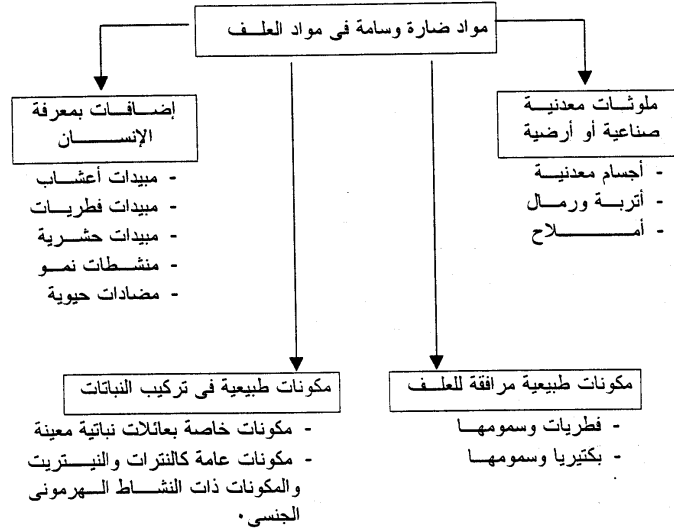 مواد ضارة وسامة فى مواد العلف
ملوثات معدنية
صناعية أو أرضية
- أجسام معدنية
- أتربة ورمال
- أملاح
إضافات بمعرفة
الإنسان
- مبيدات أعشاب
- مبيدات فطريات
- مبيدات حشرية
- منشطات نمو
- مضادات حيوية
مكونات طبيعية مرافقة للعلف
- فطريات وسمومها
- بكتيريا وسمومها
مكونات طبيعية فى تركيب النباتات
- مكونات خاصة بعائلات نباتية معينة
- مكونات عامة كالنترات والنيتريت
والمكونات ذات النشاط الهرمونى
الجنسى.